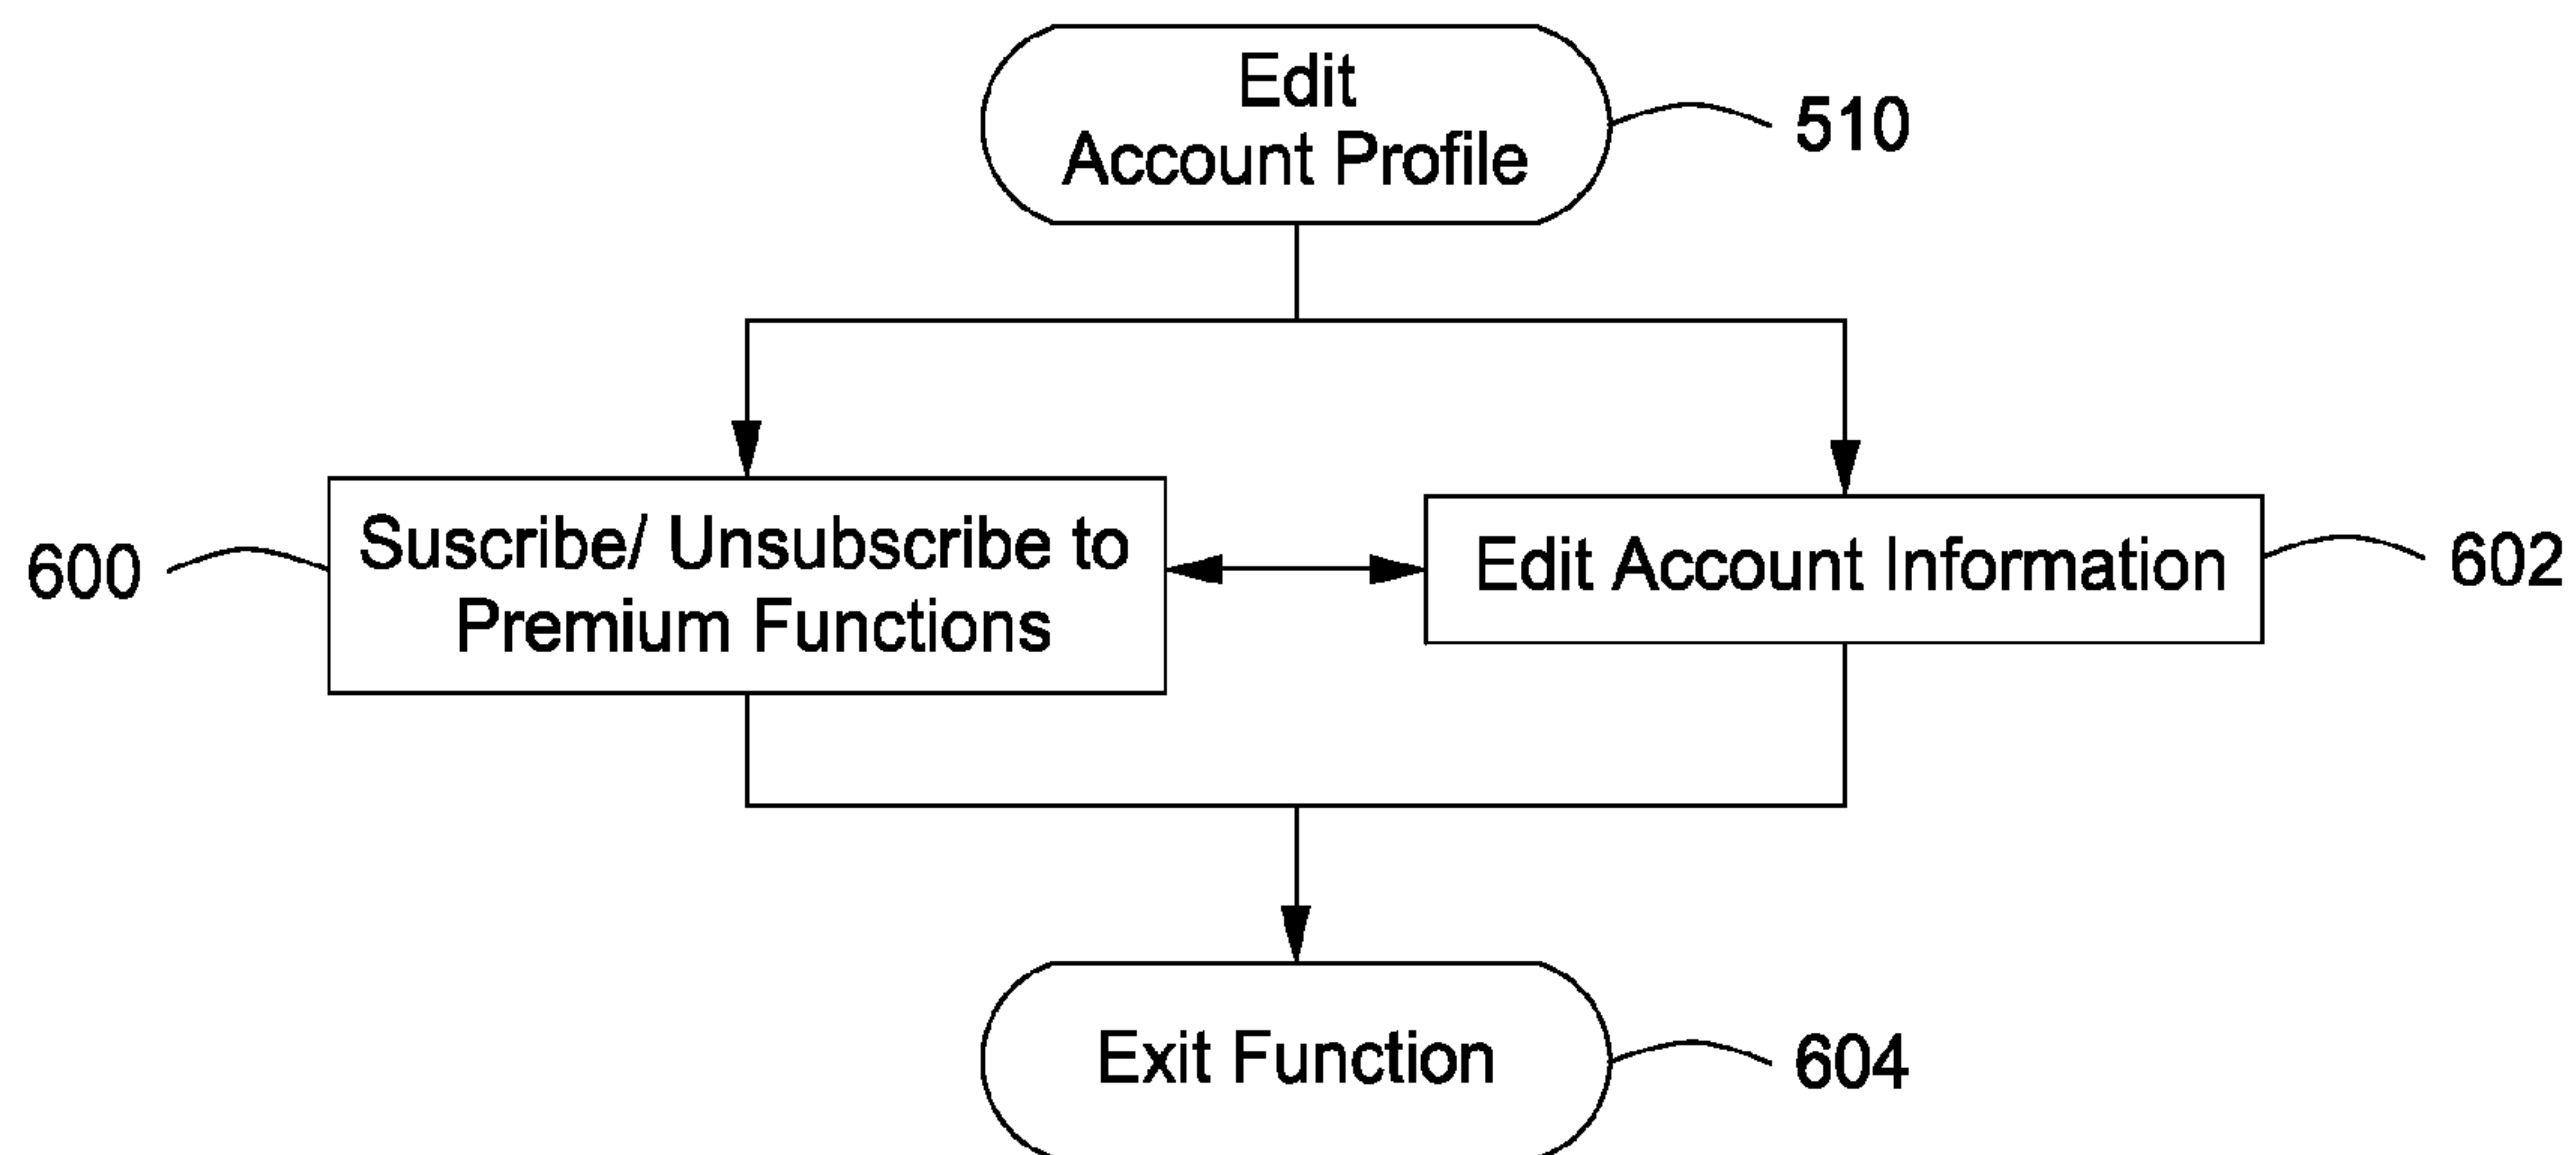 Edit
Account Profile
510
Suscribe/ Unsubscribe to
Premium Functions
600
Edit Account Information
602
Exit Function
604